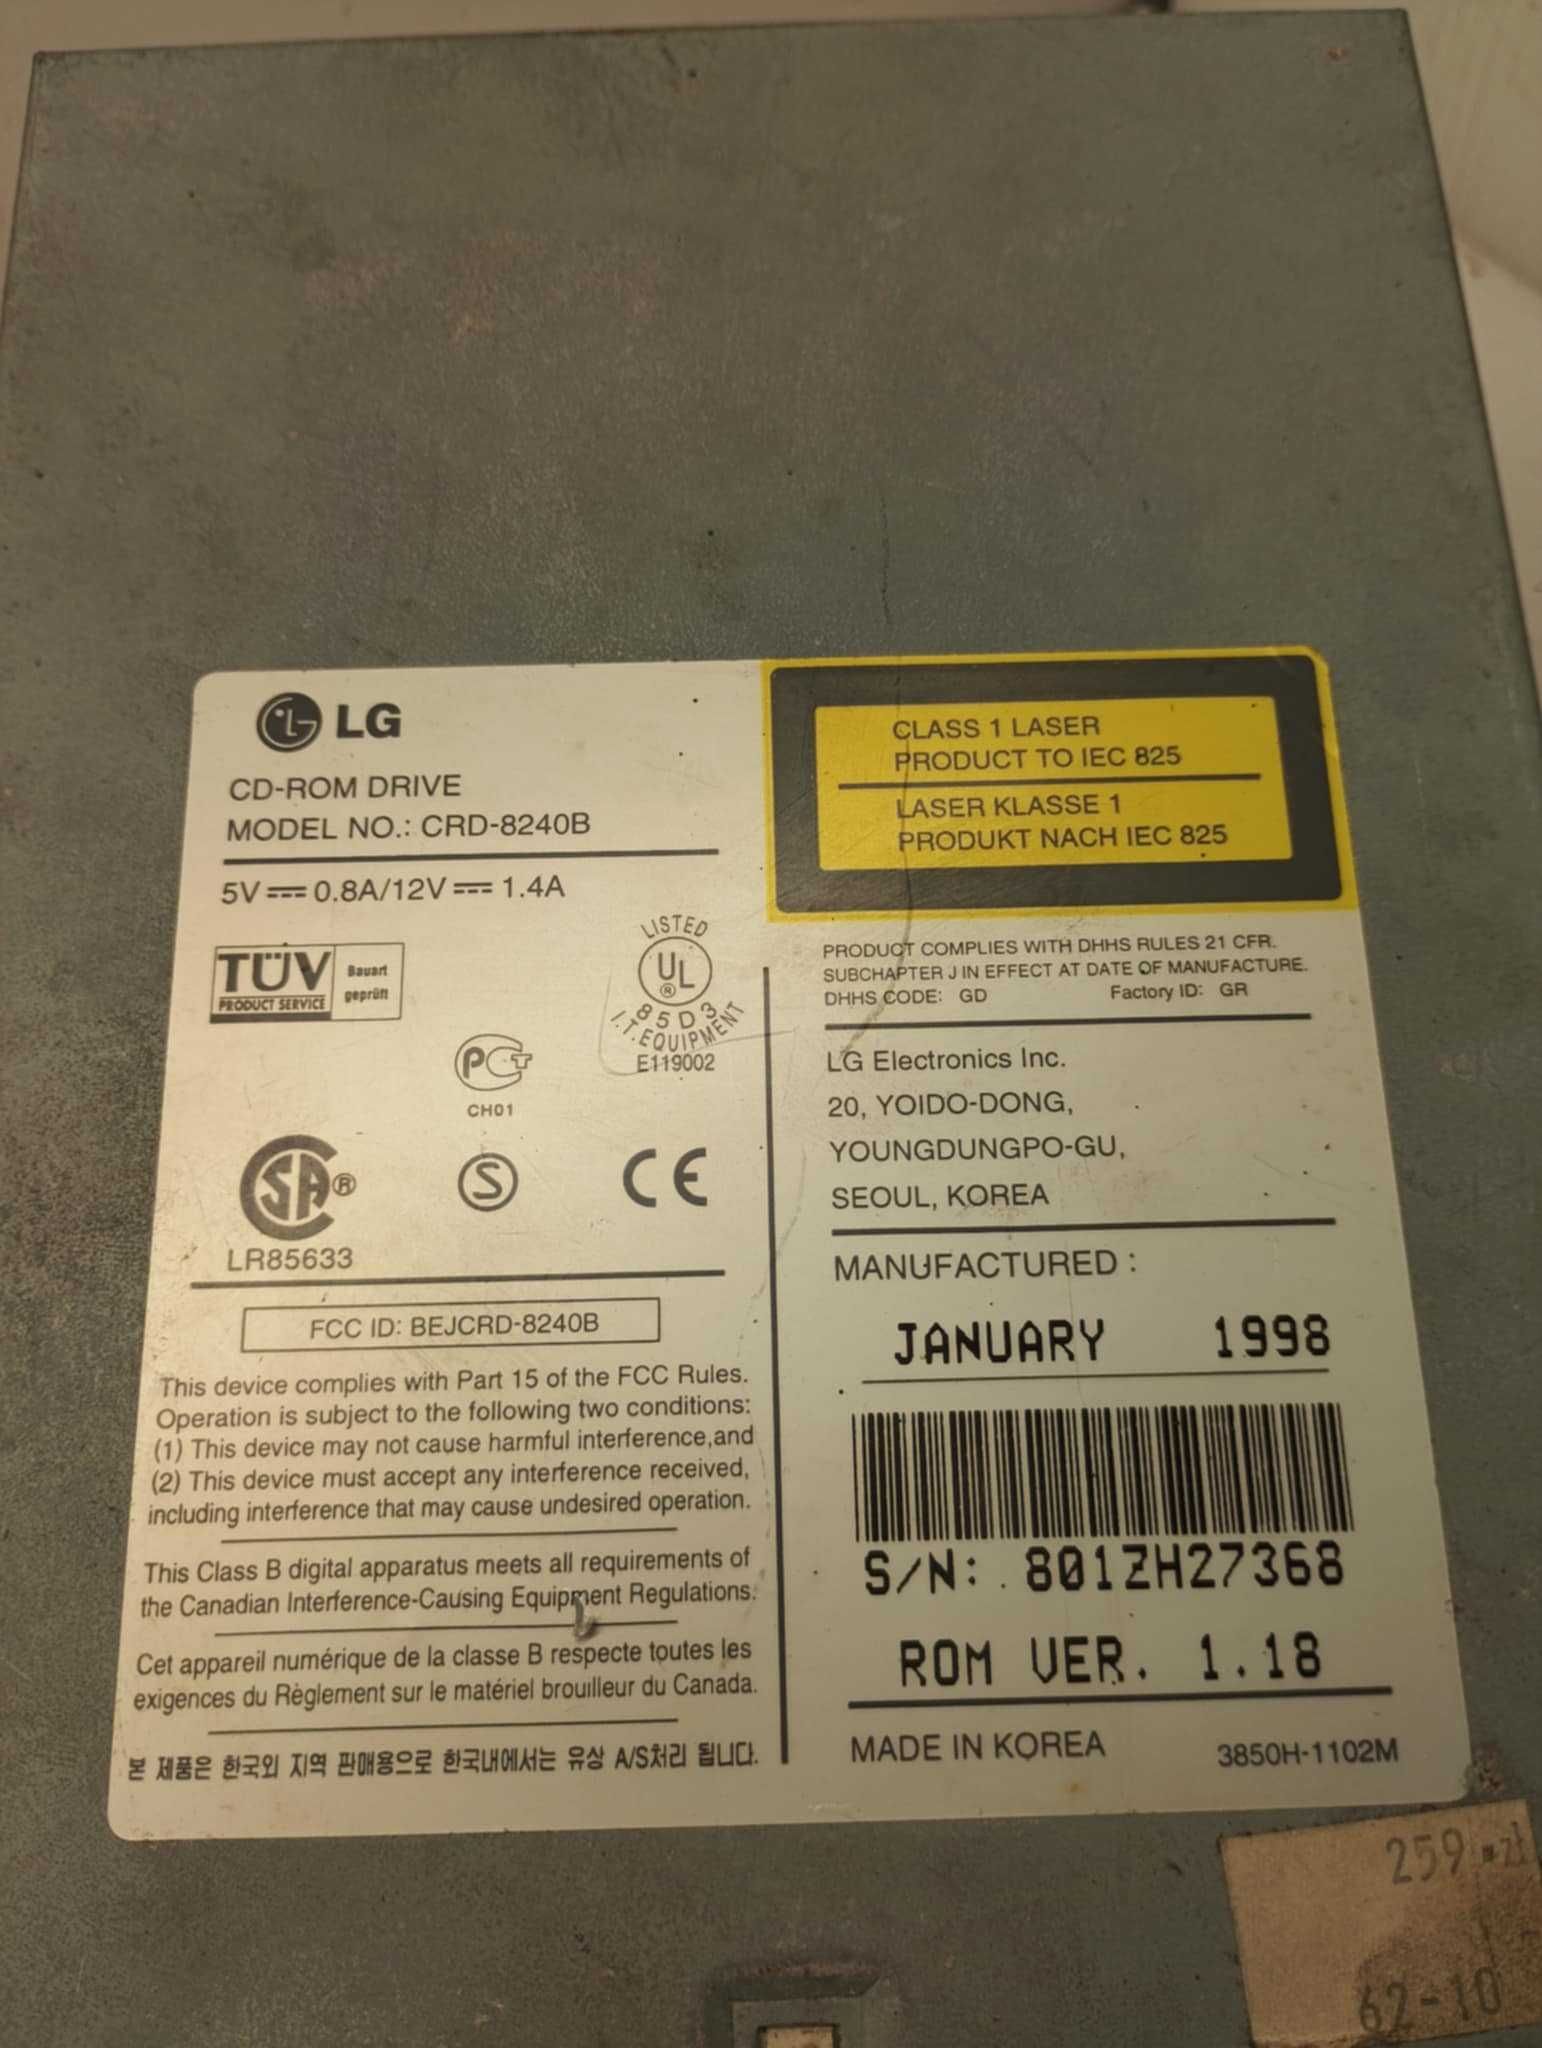 LG
CD-ROM DRIVE
MODEL NO.: CRD-8240B
5V⎓0.8A/12V⎓1.4A
TÜV
PRODUCT SERVICE
Bauart
geprüft
LISTED
UL
®
85D3
I.T. EQUIPMENT
E119002
PCT
CH01
SA®
LR85633
S
CE
FCC ID: BEJCRD-8240B
This device complies with Part 15 of the FCC Rules.
Operation is subject to the following two conditions:
(1) This device may not cause harmful interference,and
(2) This device must accept any interference received,
including interference that may cause undesired operation.
This Class B digital apparatus meets all requirements of
the Canadian Interference-Causing Equipment Regulations.
Cet appareil numérique de la classe B respecte toutes les
exigences du Règlement sur le matériel brouilleur du Canada.
본 제품은 한국외 지역 판매용으로 한국내에서는 유상 A/S처리 됩니다.
CLASS 1 LASER
PRODUCT TO IEC 825
LASER KLASSE 1
PRODUKT NACH IEC 825
PRODUCT COMPLIES WITH DHHS RULES 21 CFR.
SUBCHAPTER J IN EFFECT AT DATE OF MANUFACTURE.
DHHS CODE: GD Factory ID: GR
LG Electronics Inc.
20, YOIDO-DONG,
YOUNGDUNGPO-GU,
SEOUL, KOREA
MANUFACTURED :
JANUARY 1998
S/N: 801ZH27368
ROM VER. 1.18
MADE IN KOREA 3850H-1102M
259.-zł
62-10